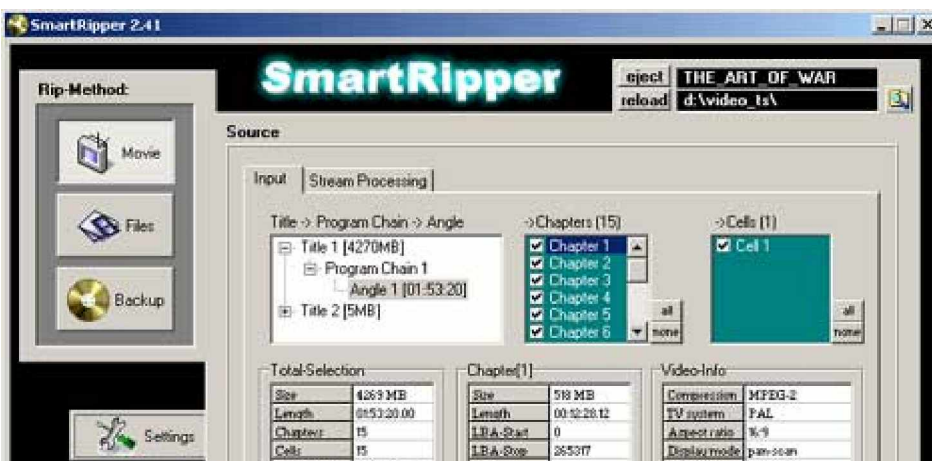 SmartRipper 2.41
SmartRipper
eject THE_ART_OF_WAR
reload d:\video_ts\
Rip-Method:
Movie
Files
Backup
Settings
Source
Input Stream Processing
Title -> Program Chain -> Angle
Title 1 [4270MB]
Program Chain 1
Angle 1 [01:53:20]
Title 2 [5MB]
->Chapters (15)
Chapter 1
Chapter 2
Chapter 3
Chapter 4
Chapter 5
Chapter 6
all
none
->Cells (1)
Cell 1
all
none
Total-Selection
Size 4269 MB
Length 01:53:20.00
Chapters 15
Cells 15
Chapter[1]
Size 518 MB
Length 00:12:28.12
LBA-Start 0
LBA-Stop 265317
Video-Info
Compression MPEG-2
TV system PAL
Aspect ratio 16:9
Display mode pan-scan